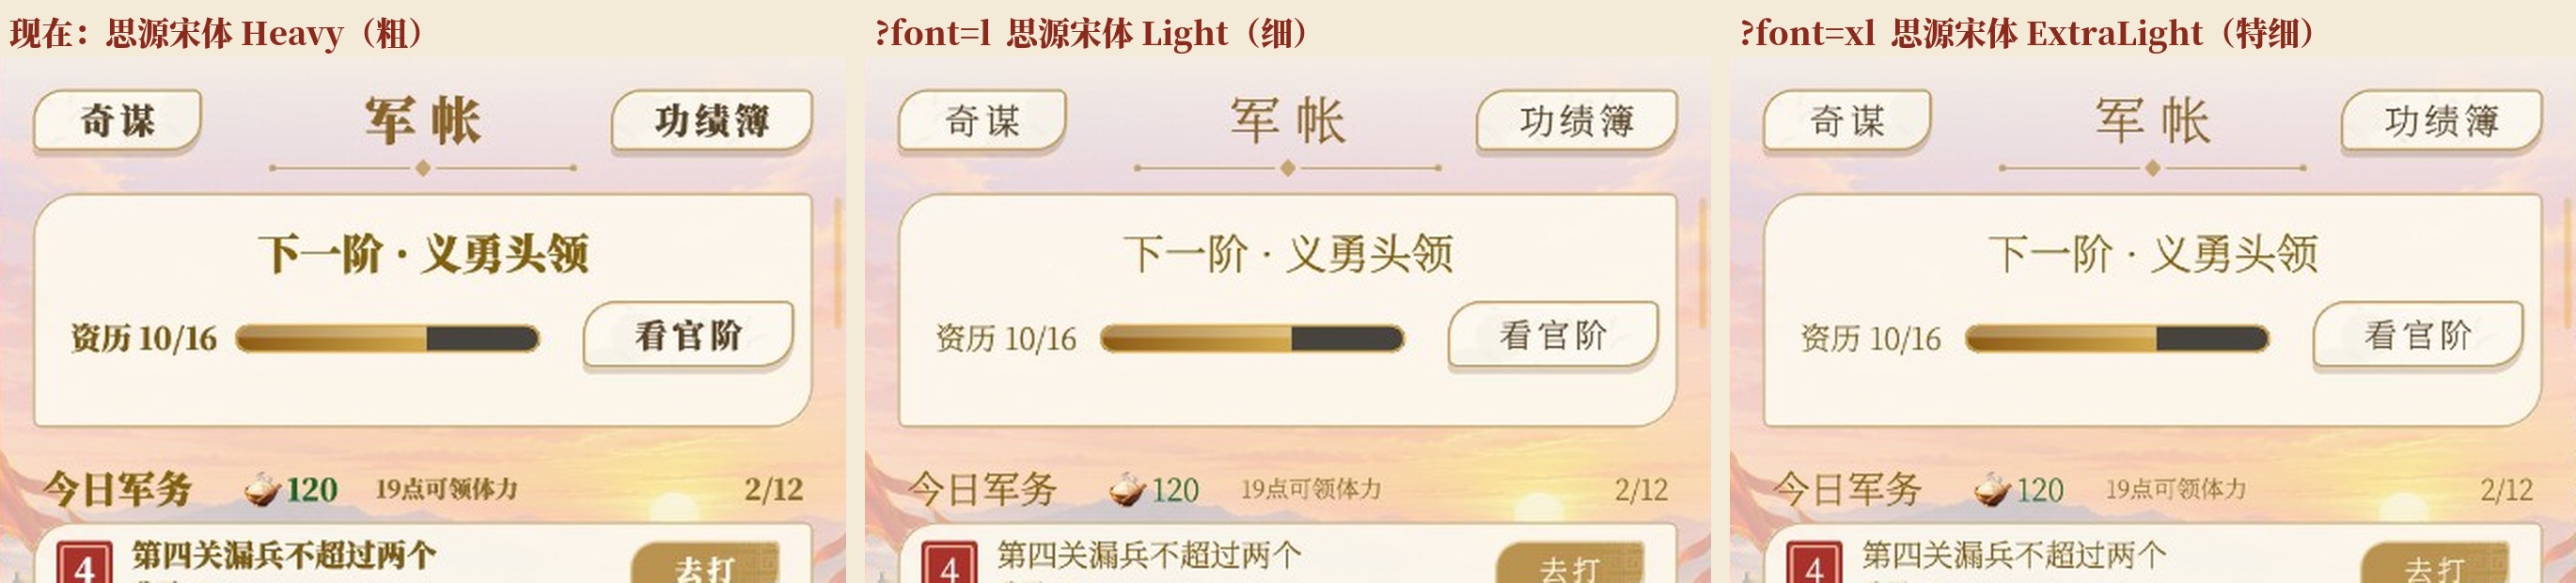 现在：思源宋体 Heavy（粗）
奇谋
军帐
功绩簿
下一阶·义勇头领
资历 10/16
看官阶
今日军务
120
19点可领体力
2/12
4
第四关漏兵不超过两个
去打
?font=l 思源宋体 Light（细）
奇谋
军帐
功绩簿
下一阶·义勇头领
资历 10/16
看官阶
今日军务
120
19点可领体力
2/12
4
第四关漏兵不超过两个
去打
?font=xl 思源宋体 ExtraLight（特细）
奇谋
军帐
功绩簿
下一阶·义勇头领
资历 10/16
看官阶
今日军务
120
19点可领体力
2/12
4
第四关漏兵不超过两个
去打